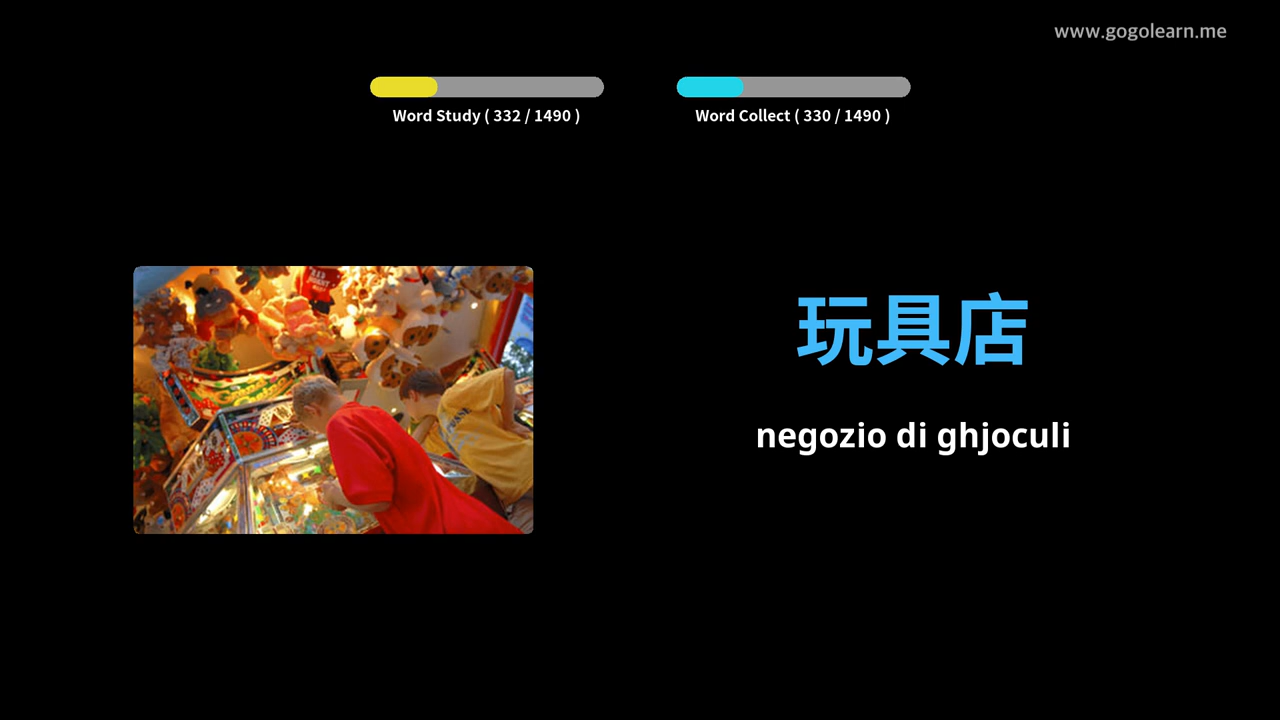 www.gogolearn.me
Word Study ( 332 / 1490 )
Word Collect ( 330 / 1490 )
玩具店
negozio di ghjoculi